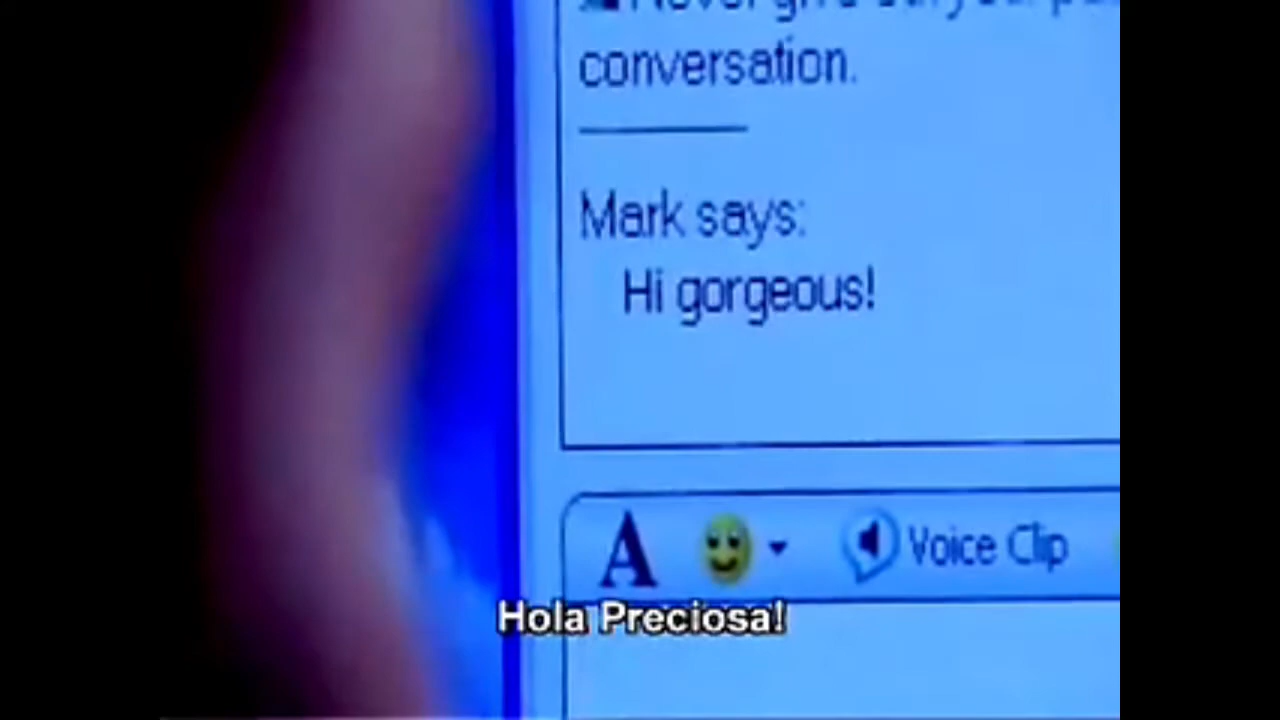 conversation.
Mark says:
Hi gorgeous!
A
Voice Clip
Hola Preciosa!